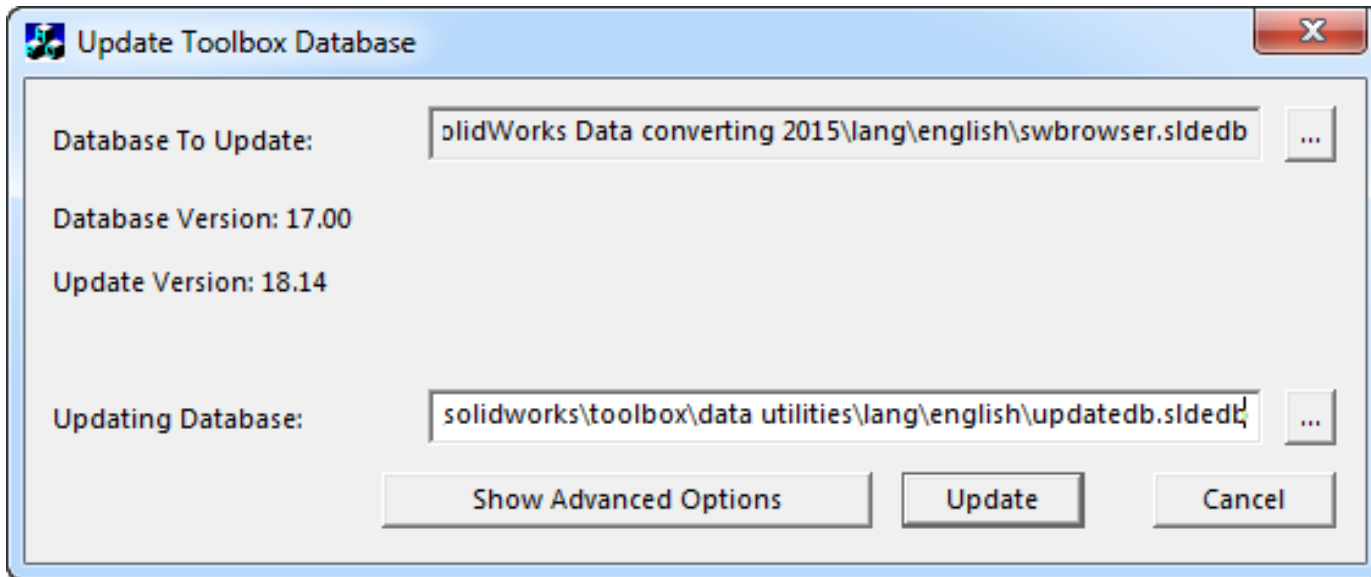 Update Toolbox Database
Database To Update: olidWorks Data converting 2015\lang\english\swbrowser.sldedb ...
Database Version: 17.00
Update Version: 18.14
Updating Database: solidworks\toolbox\data utilities\lang\english\updatedb.sldedb ...
Show Advanced Options Update Cancel